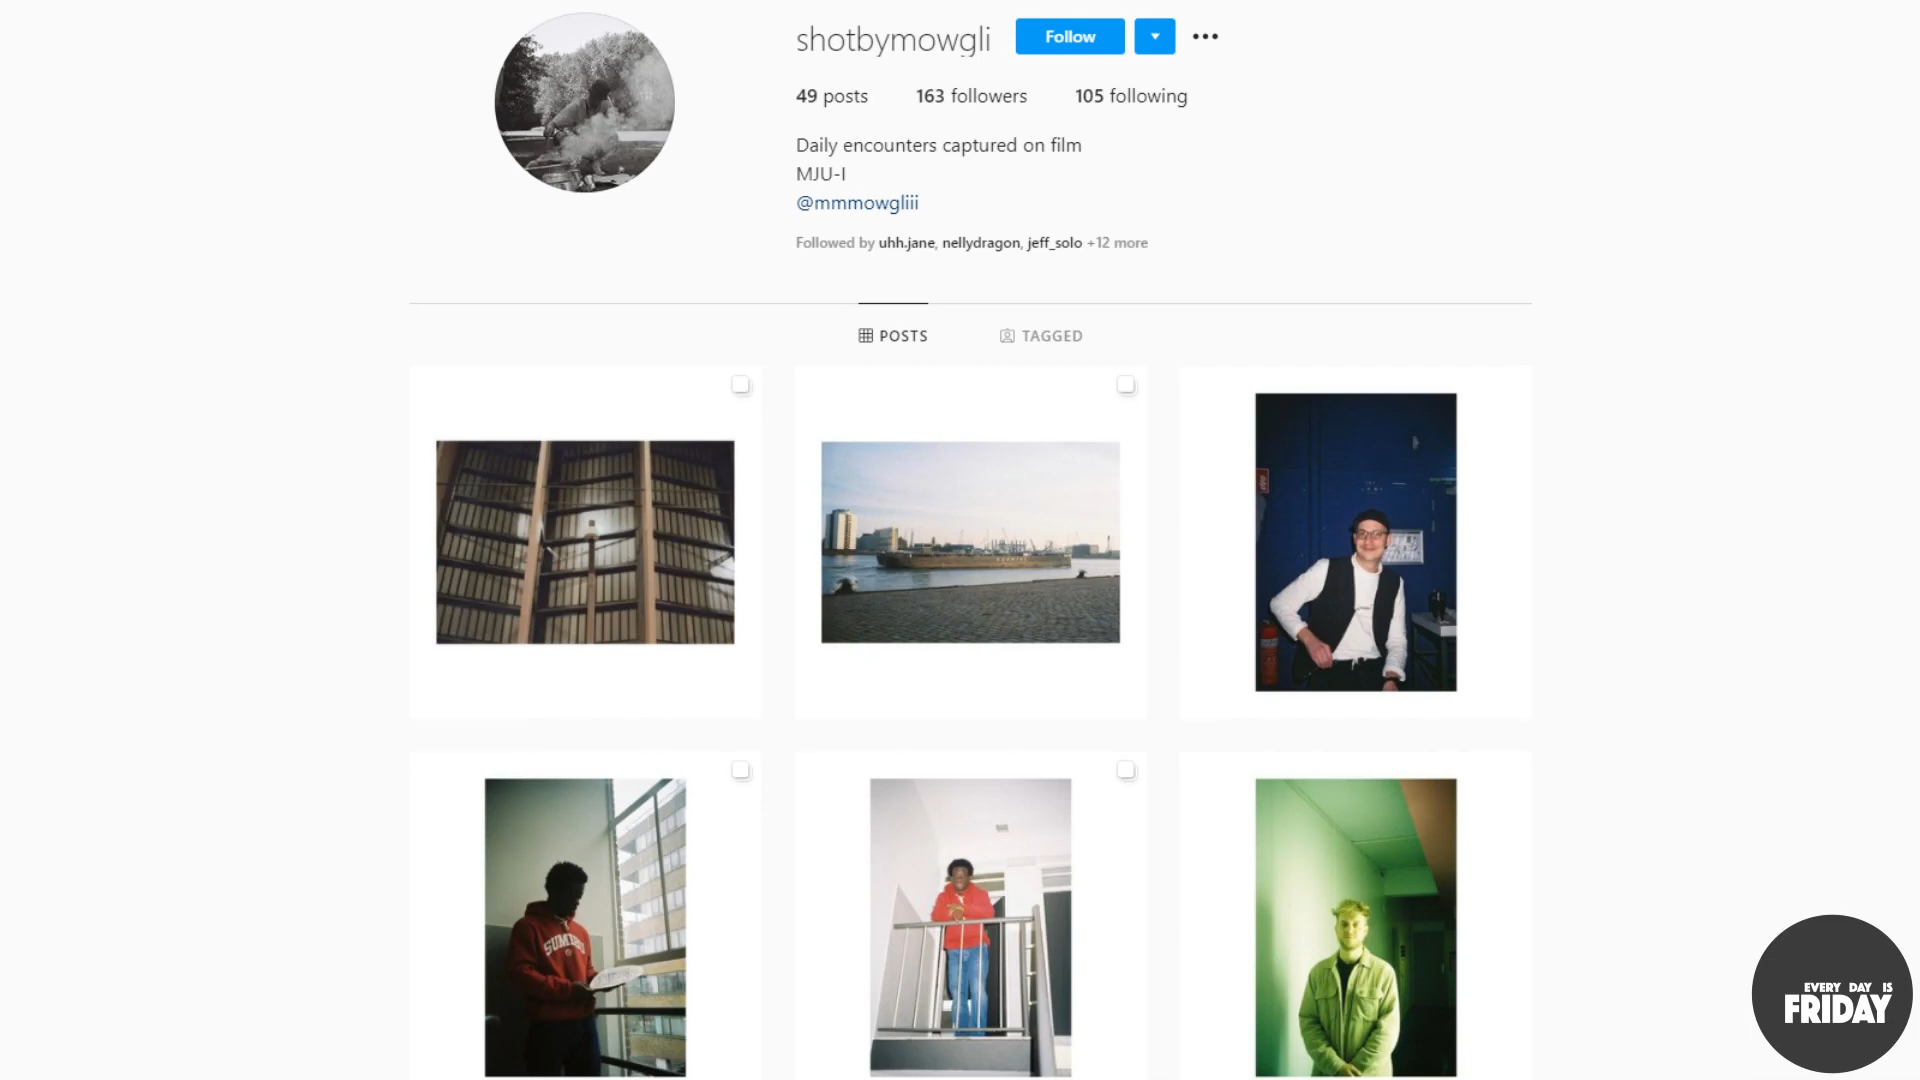 shotbymowgli Follow
49 posts 163 followers 105 following
Daily encounters captured on film
MJU-I
@mmmowgliii
Followed by uhh.jane, nellydragon, jeff_solo +12 more
POSTS TAGGED
EVERY DAY IS
FRIDAY